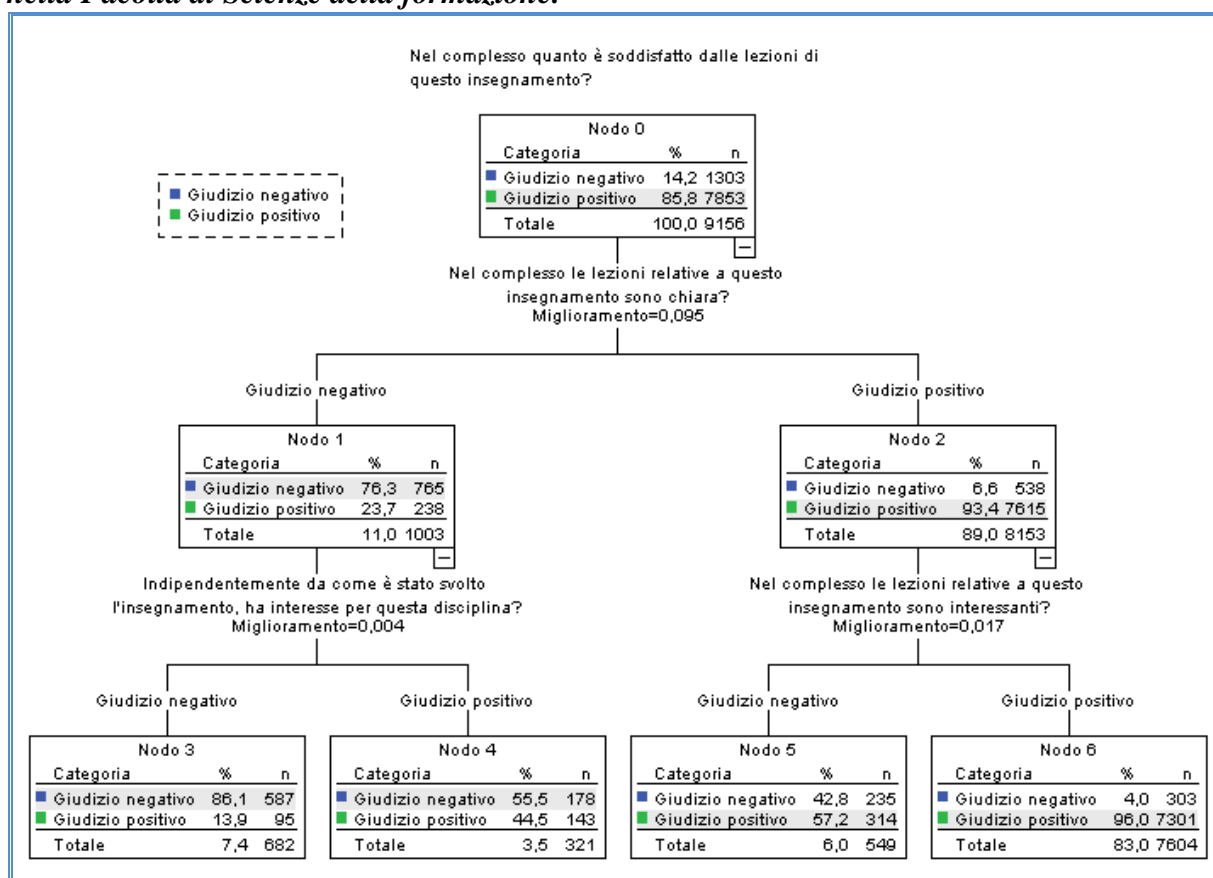 nella Facoltà di Scienze della formazione.
Nel complesso quanto è soddisfatto dalle lezioni di
questo insegnamento?
Nodo 0
Categoria % n
Giudizio negativo 14,2 1303
Giudizio positivo 85,8 7853
Totale 100,0 9156
Giudizio negativo
Giudizio positivo
Nel complesso le lezioni relative a questo
insegnamento sono chiara?
Miglioramento=0,095
Giudizio negativo
Giudizio positivo
Nodo 1
Categoria % n
Giudizio negativo 76,3 765
Giudizio positivo 23,7 238
Totale 11,0 1003
Nodo 2
Categoria % n
Giudizio negativo 6,6 538
Giudizio positivo 93,4 7615
Totale 89,0 8153
Indipendentemente da come è stato svolto
l'insegnamento, ha interesse per questa disciplina?
Miglioramento=0,004
Nel complesso le lezioni relative a questo
insegnamento sono interessanti?
Miglioramento=0,017
Giudizio negativo
Giudizio positivo
Giudizio negativo
Giudizio positivo
Nodo 3
Categoria % n
Giudizio negativo 86,1 587
Giudizio positivo 13,9 95
Totale 7,4 682
Nodo 4
Categoria % n
Giudizio negativo 55,5 178
Giudizio positivo 44,5 143
Totale 3,5 321
Nodo 5
Categoria % n
Giudizio negativo 42,8 235
Giudizio positivo 57,2 314
Totale 6,0 549
Nodo 6
Categoria % n
Giudizio negativo 4,0 303
Giudizio positivo 96,0 7301
Totale 83,0 7604